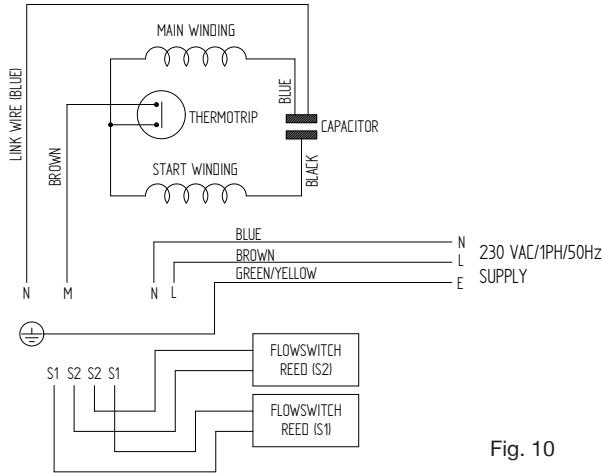 MAIN WINDING
LINK WIRE (BLUE)
BROWN
THERMOTRIP
BLUE
CAPACITOR
START WINDING
BLACK
BLUE
BROWN
GREEN/YELLOW
N
L
E
230 VAC/1PH/50Hz
SUPPLY
N M N L
S1 S2 S2 S1
FLOWSWITCH
REED (S2)
FLOWSWITCH
REED (S1)
Fig. 10